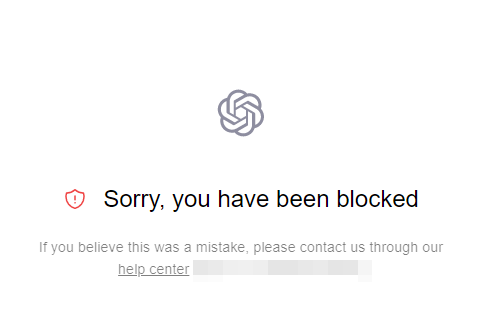 Sorry, you have been blocked
If you believe this was a mistake, please contact us through our
help center